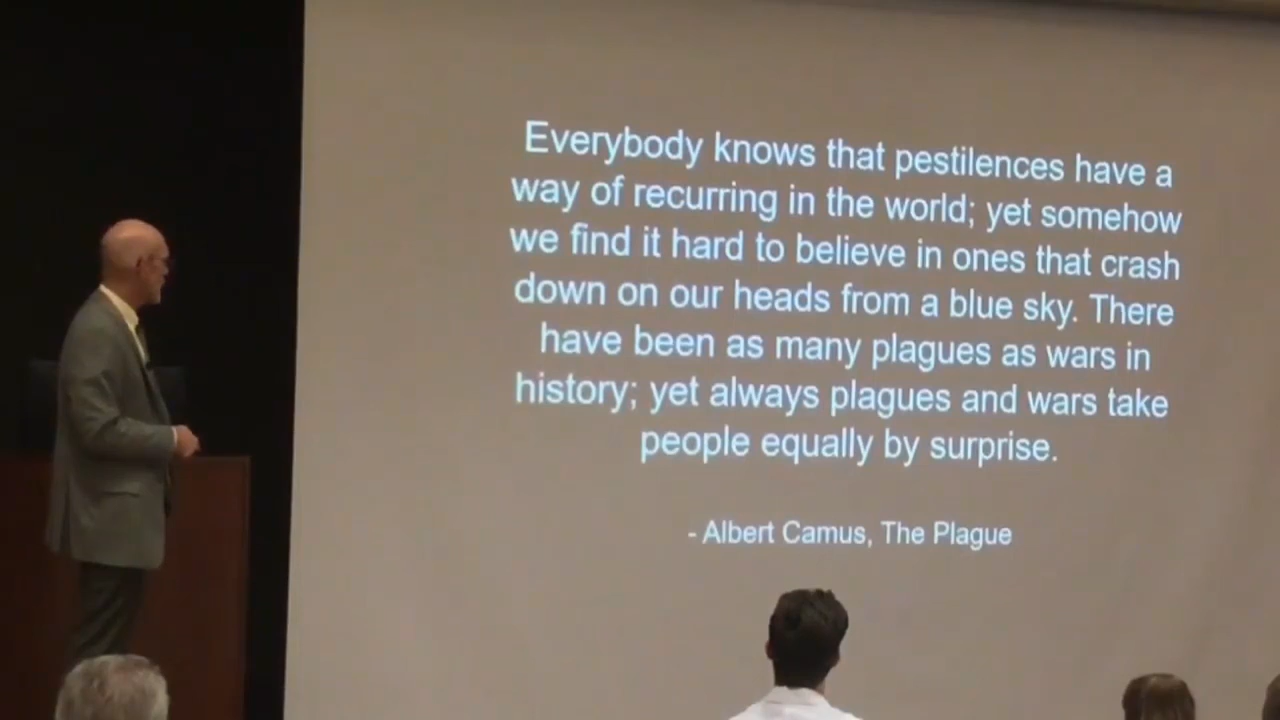 Everybody knows that pestilences have a
way of recurring in the world; yet somehow
we find it hard to believe in ones that crash
down on our heads from a blue sky. There
have been as many plagues as wars in
history; yet always plagues and wars take
people equally by surprise.
- Albert Camus, The Plague